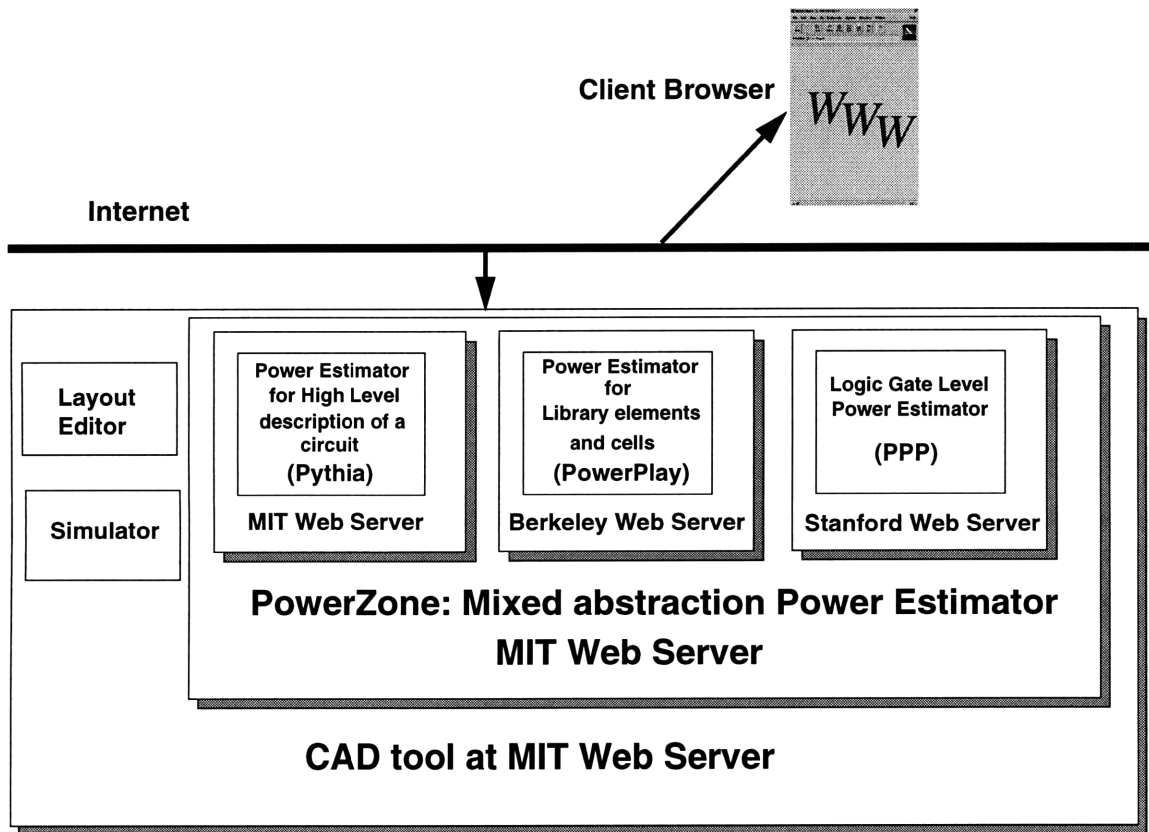 Client Browser
WWW
Internet
Layout
Editor
Simulator
Power Estimator
for High Level
description of a
circuit
(Pythia)
MIT Web Server
Power Estimator
for
Library elements
and cells
(PowerPlay)
Berkeley Web Server
Logic Gate Level
Power Estimator
(PPP)
Stanford Web Server
PowerZone: Mixed abstraction Power Estimator
MIT Web Server
CAD tool at MIT Web Server